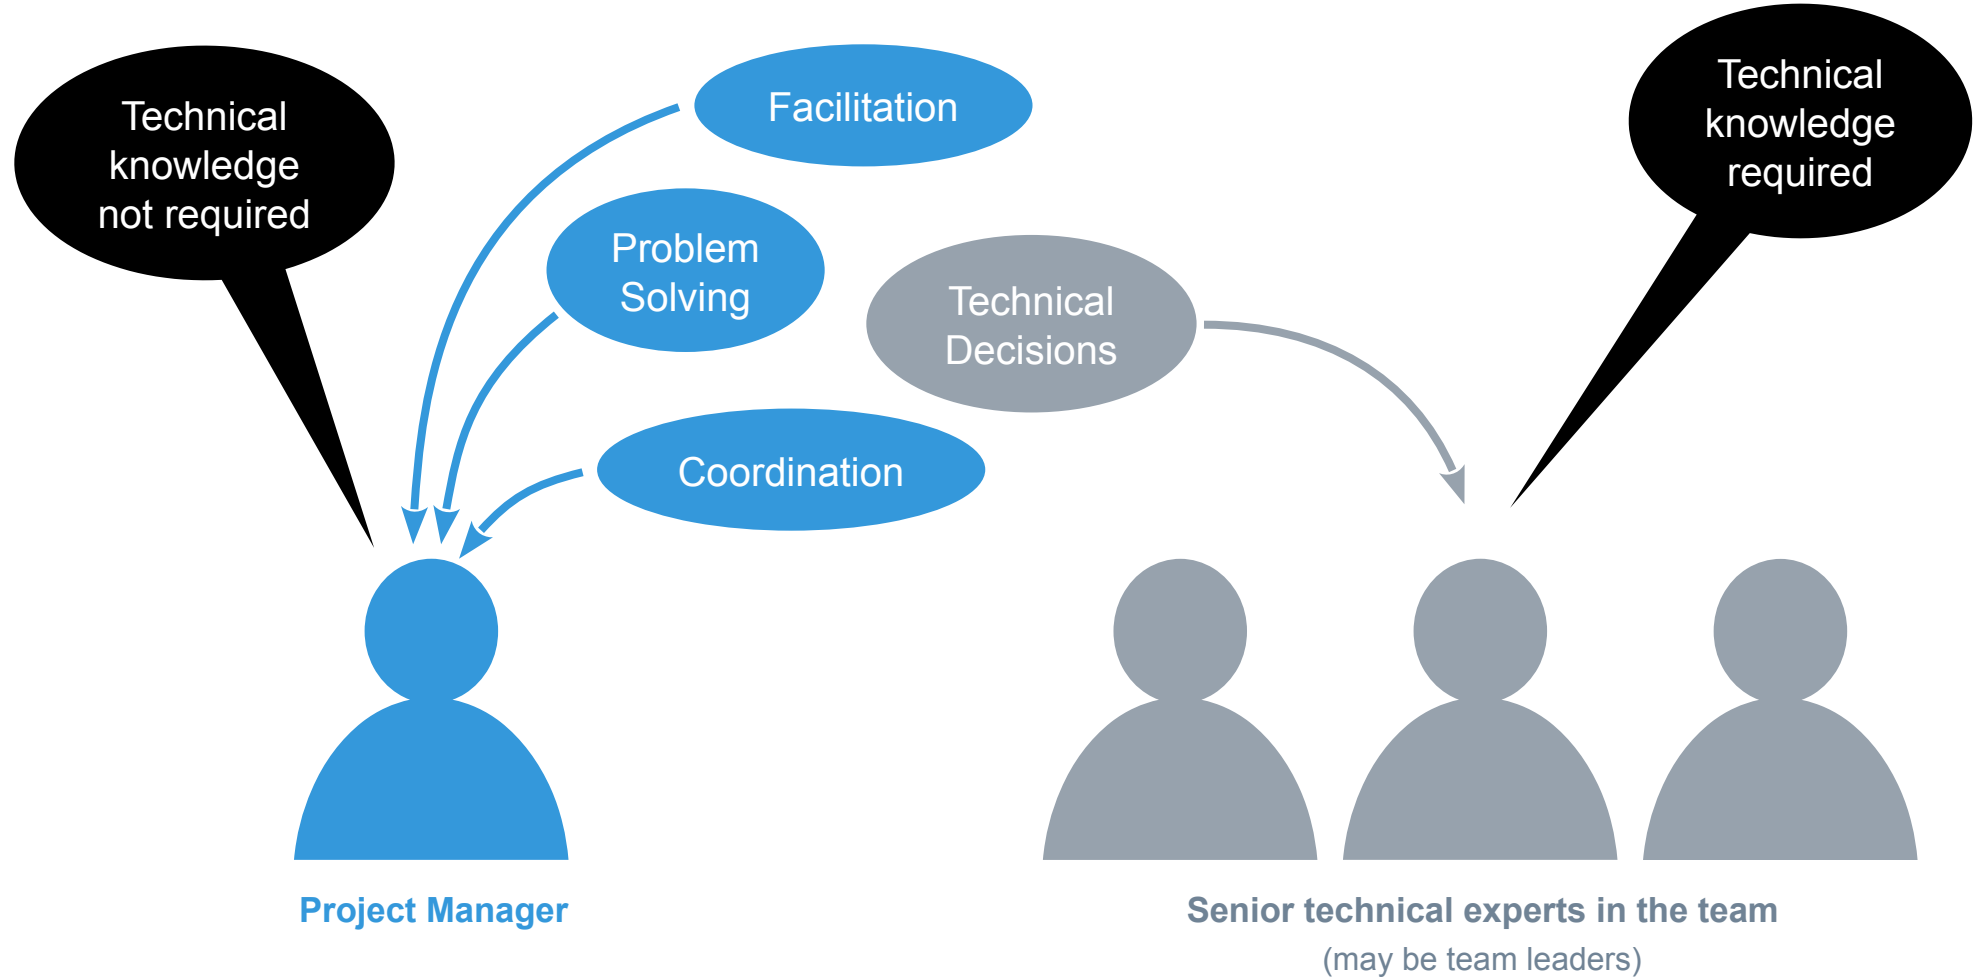 Technical
knowledge
not required
Facilitation
Technical
knowledge
required
Problem
Solving
Technical
Decisions
Coordination
Project Manager
Senior technical experts in the team
(may be team leaders)